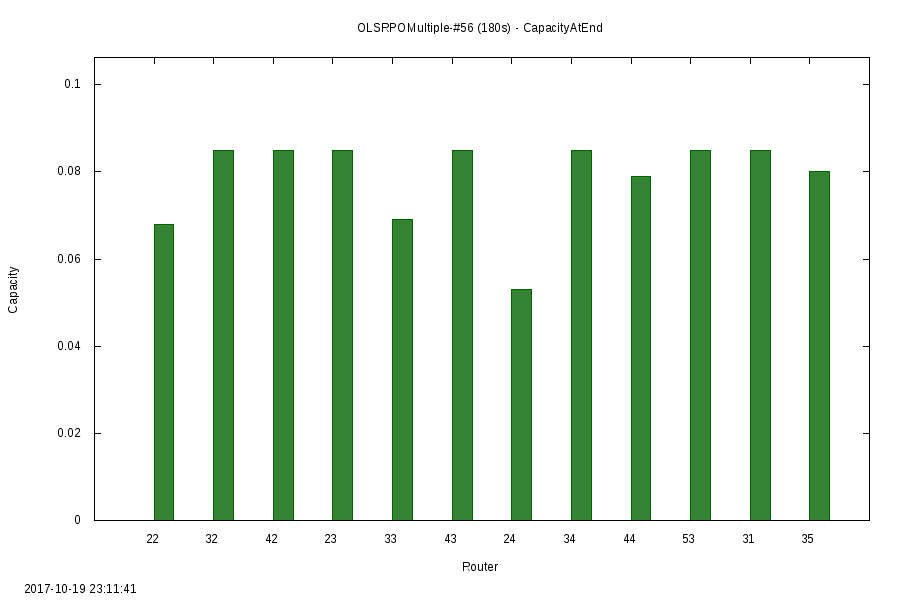 OLSRPOMultiple-#56 (180s) - CapacityAtEnd
0.1
0.08
0.06
0.04
0.02
0
Capacity
22 32 42 23 33 43 24 34 44 53 31 35
Router
2017-10-19 23:11:41